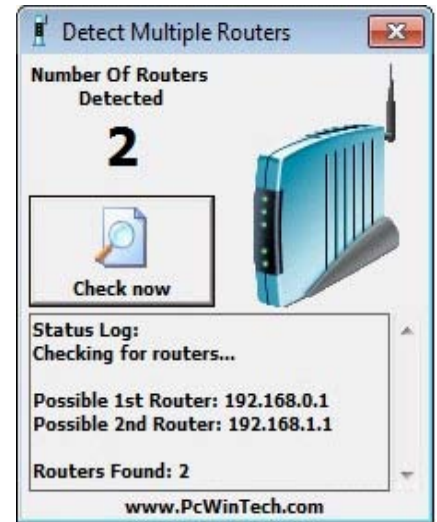 Detect Multiple Routers
Number Of Routers
Detected
2
Check now
Status Log:
Checking for routers...
Possible 1st Router: 192.168.0.1
Possible 2nd Router: 192.168.1.1
Routers Found: 2
www.PcWinTech.com